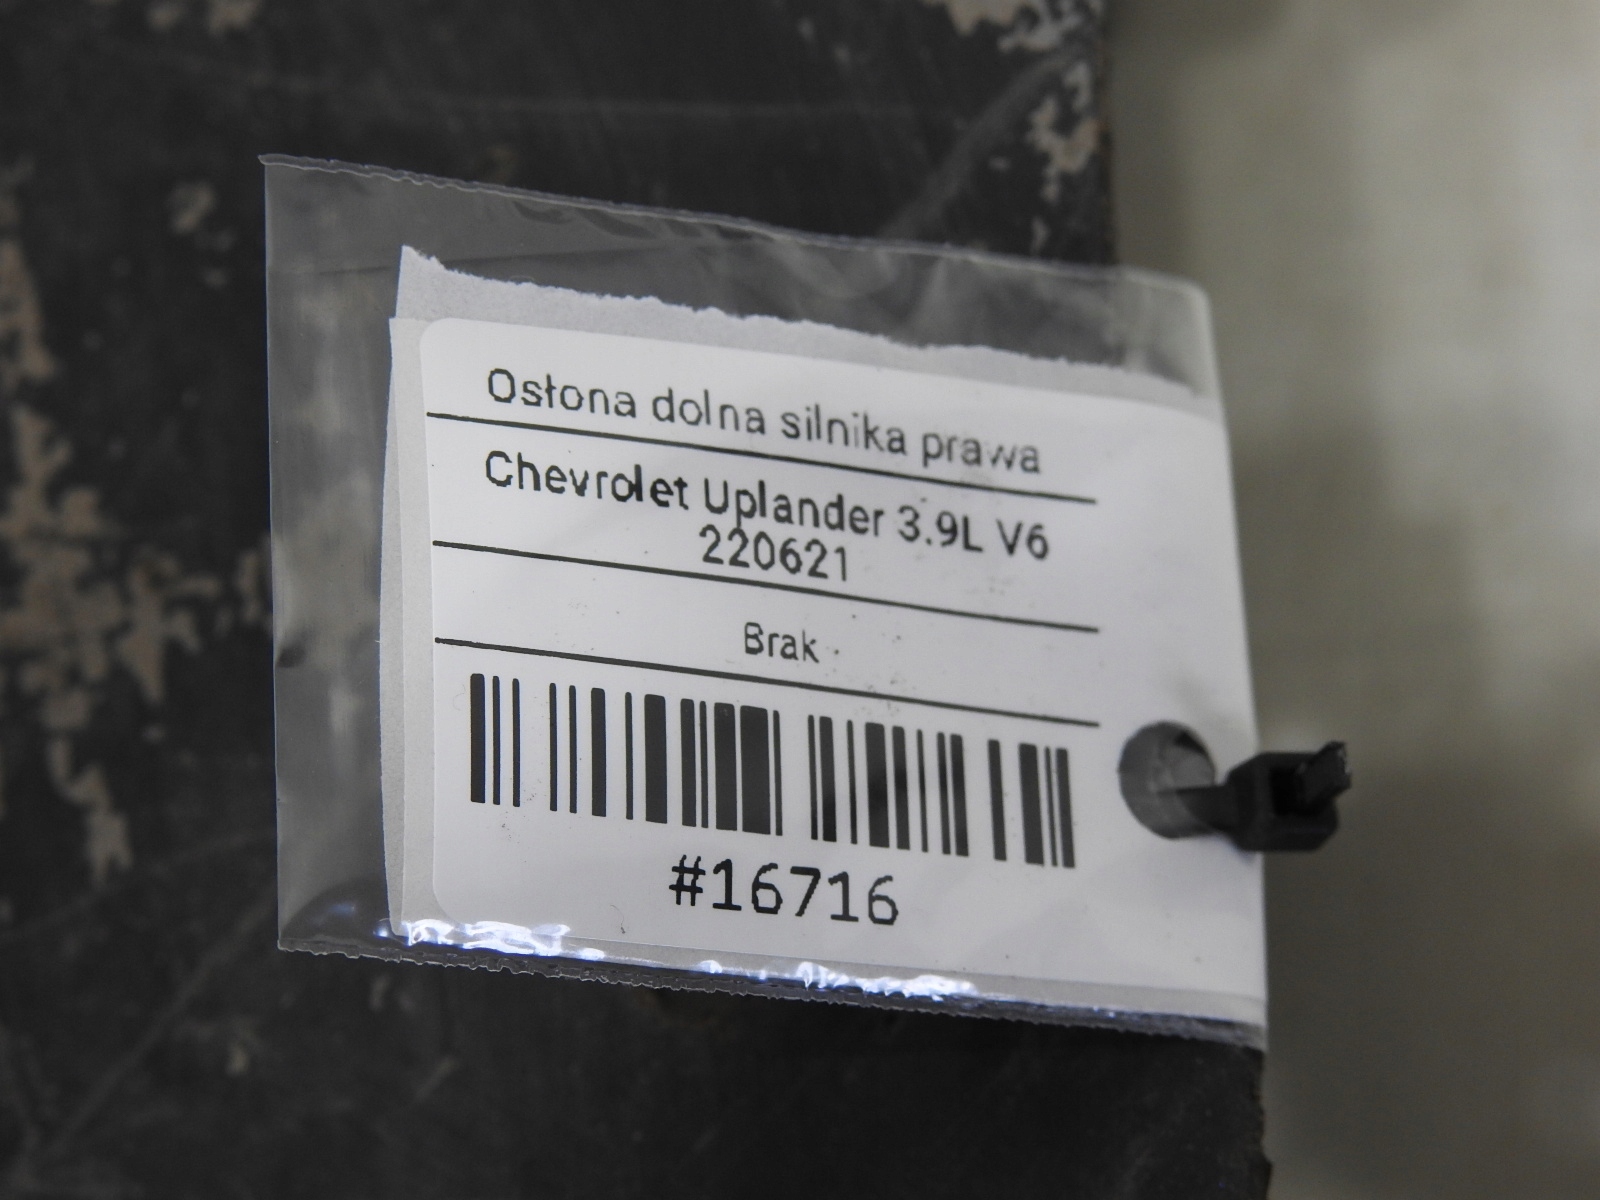 Osłona dolna silnika prawa
Chevrolet Uplander 3.9L V6
220621
Brak
#16716